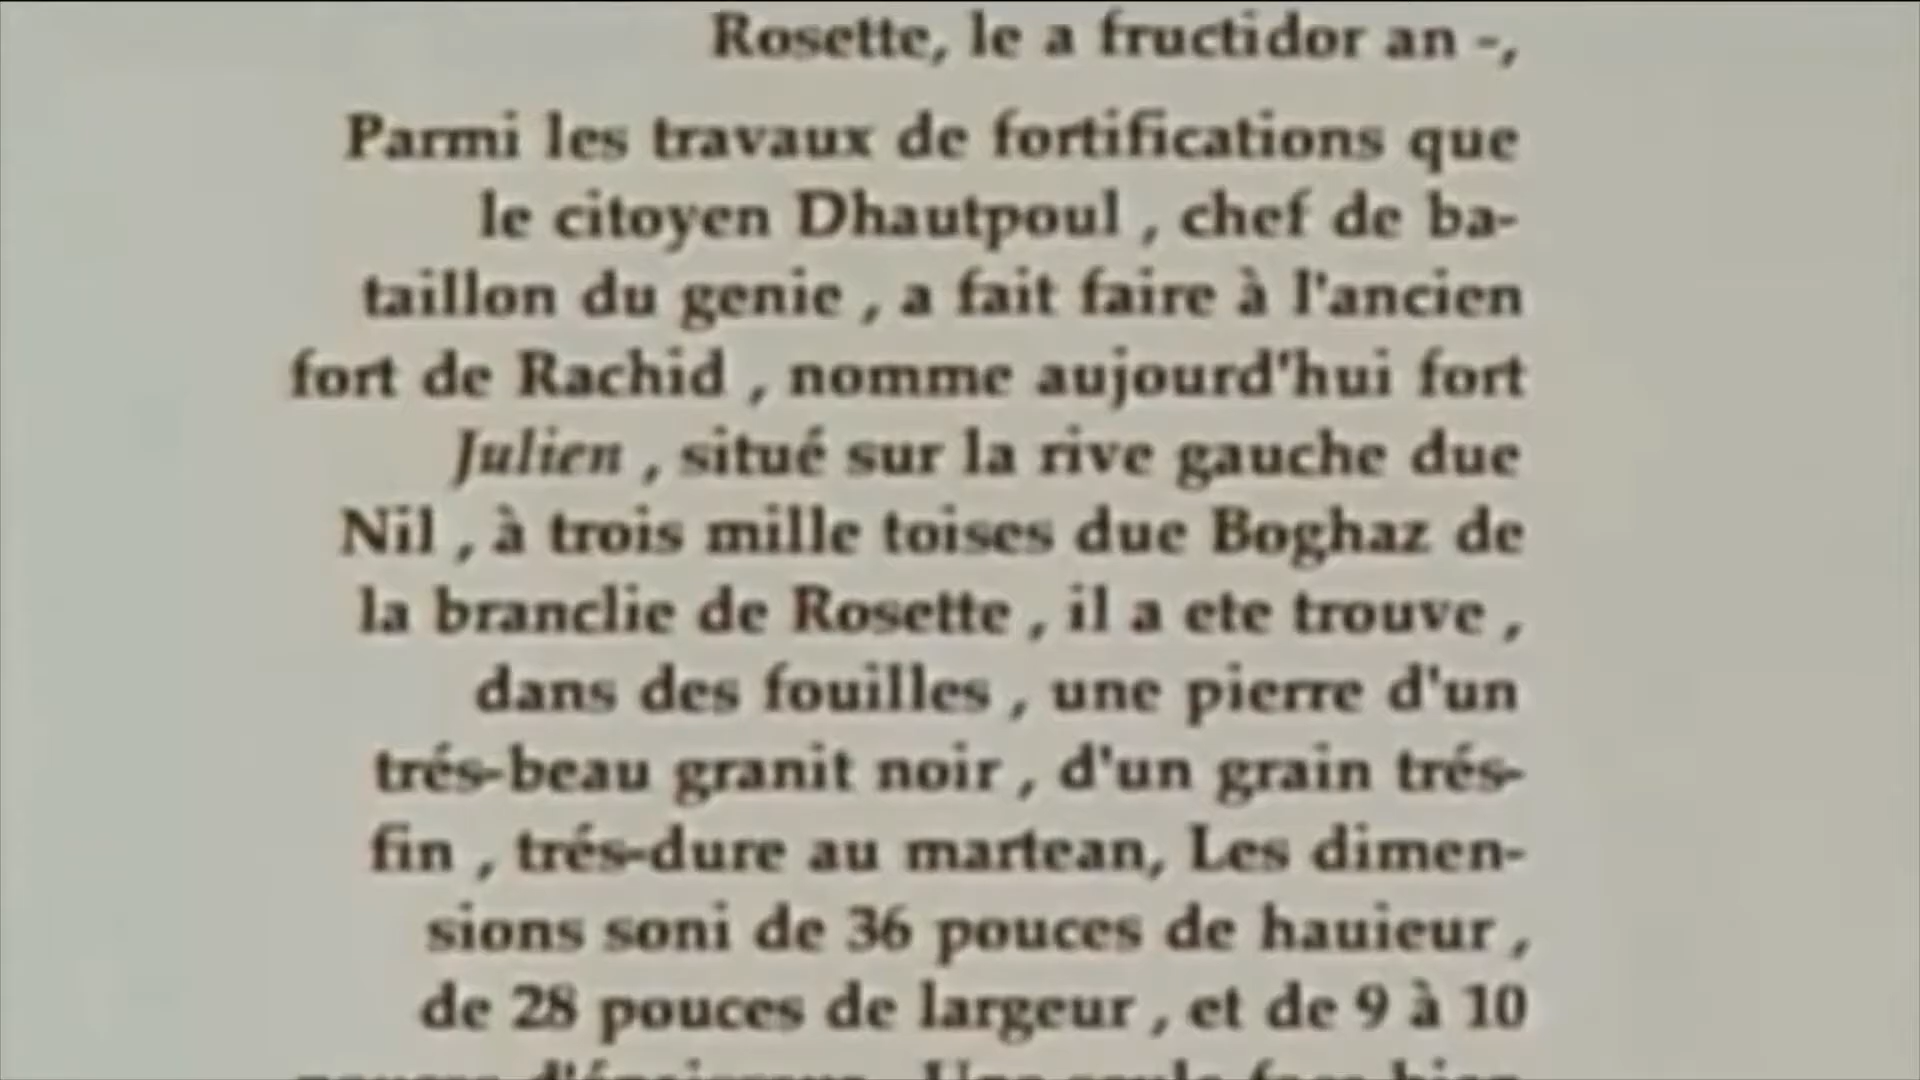 Rosette, le a fructidor an -,
Parmi les travaux de fortifications que
le citoyen Dhautpoul , chef de ba-
taillon du genie , a fait faire à l'ancien
fort de Rachid , nomme aujourd'hui fort
Julien , situé sur la rive gauche due
Nil , à trois mille toises due Boghaz de
la branclie de Rosette , il a ete trouve ,
dans des fouilles , une pierre d'un
trés-beau granit noir , d'un grain trés-
fin , trés-dure au martean, Les dimen-
sions soni de 36 pouces de hauieur ,
de 28 pouces de largeur , et de 9 à 10